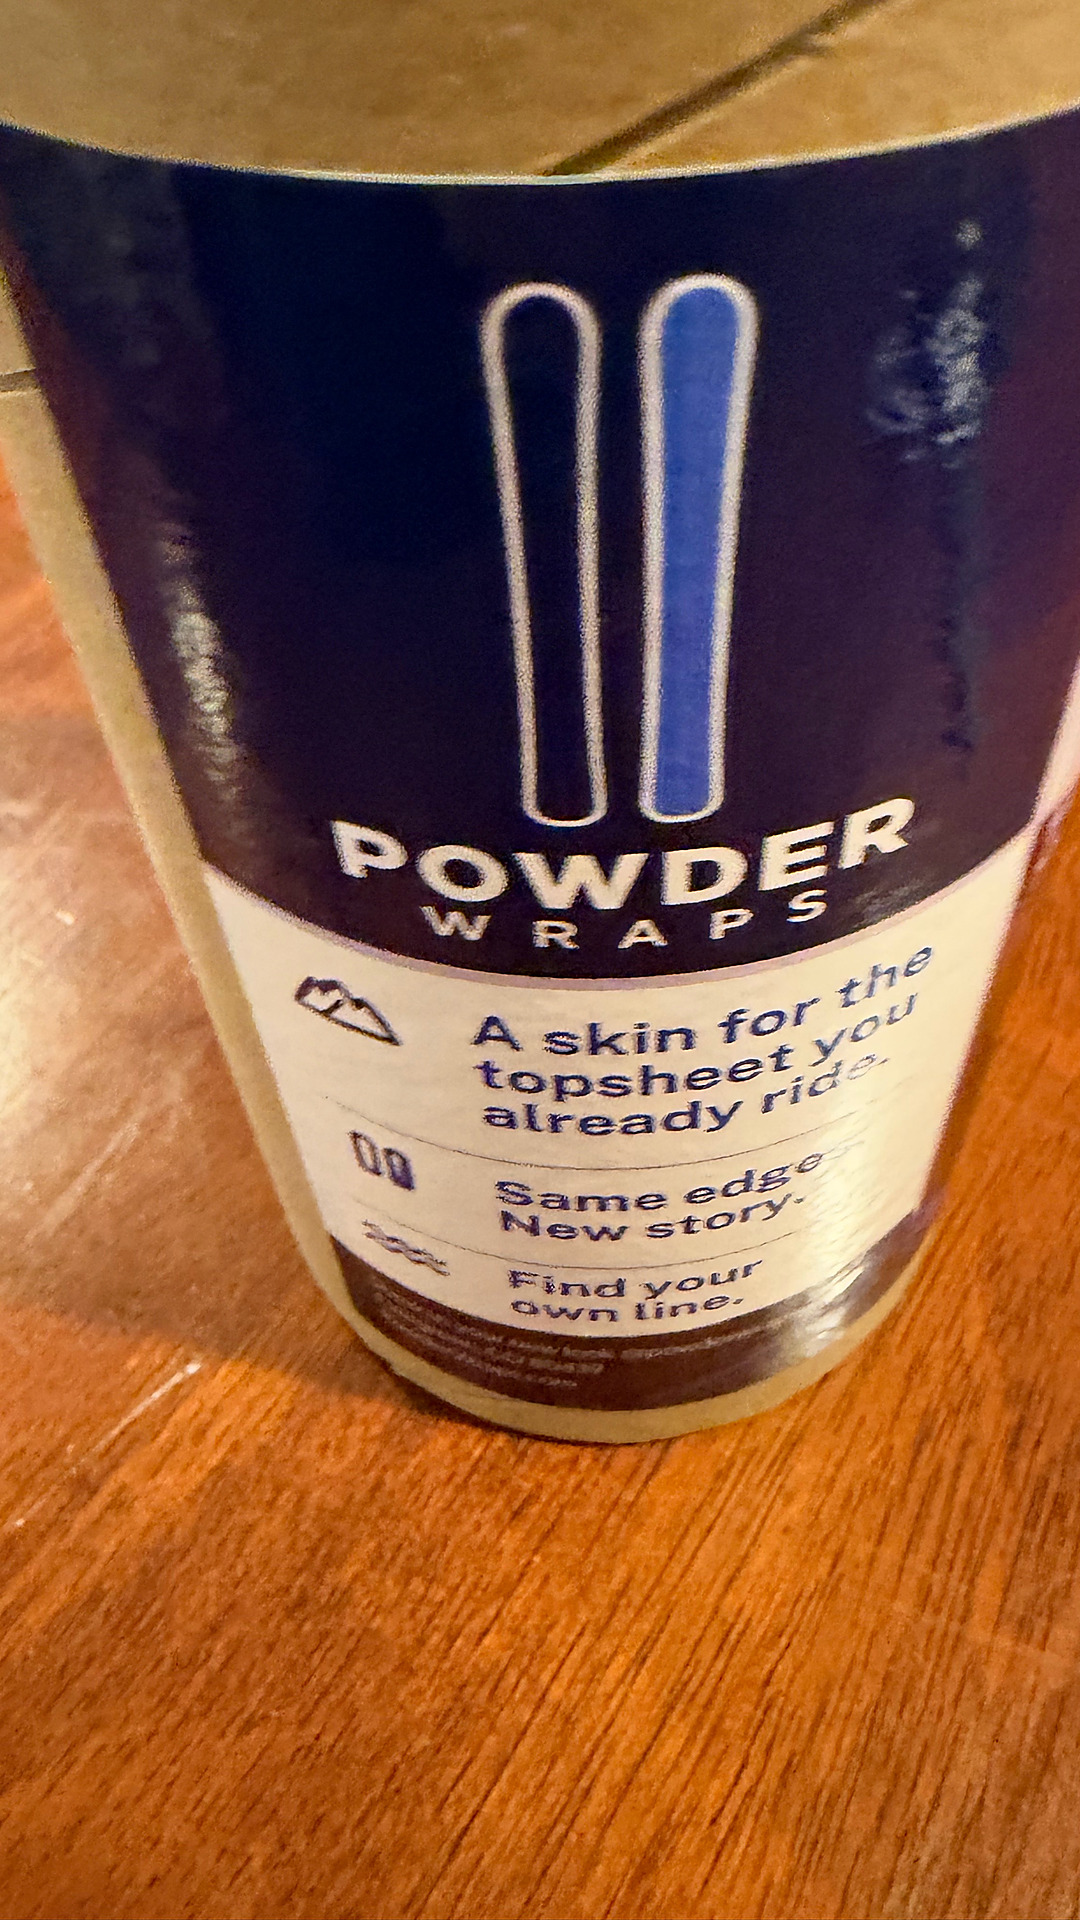 POWDER
WRAPS
A skin for the
topsheet you
already ride.
Same edge
New story.
Find your
own line.